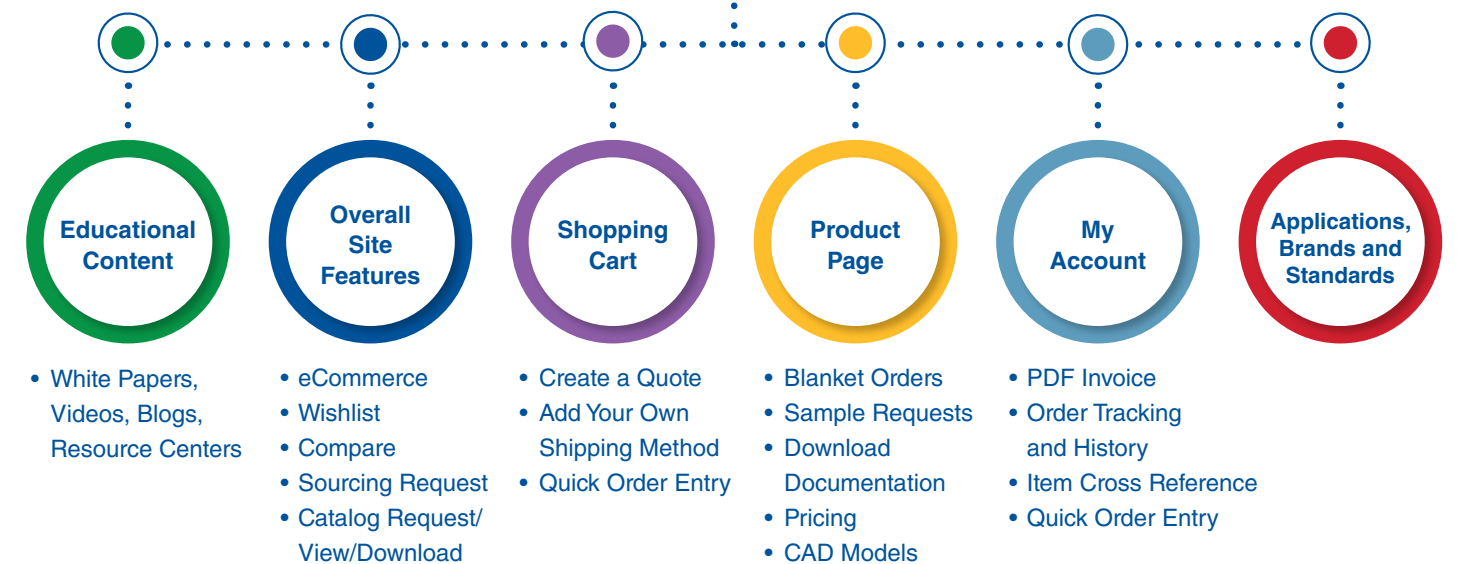 Educational
Content
Overall
Site
Features
Shopping
Cart
Product
Page
My
Account
Applications,
Brands and
Standards
• White Papers,
Videos, Blogs,
Resource Centers
• eCommerce
• Wishlist
• Compare
• Sourcing Request
• Catalog Request/
View/Download
• Create a Quote
• Add Your Own
Shipping Method
• Quick Order Entry
• Blanket Orders
• Sample Requests
• Download
Documentation
• Pricing
• CAD Models
• PDF Invoice
• Order Tracking
and History
• Item Cross Reference
• Quick Order Entry